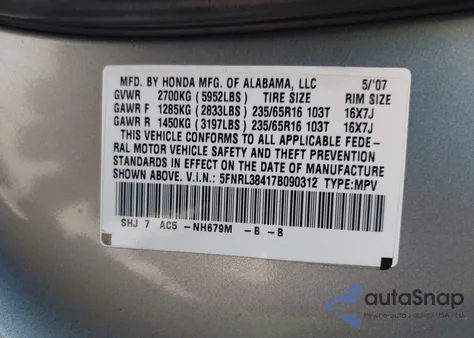 MFD. BY HONDA MFG. OF ALABAMA, LLC 5/'07
GVWR 2700KG (5952LBS) TIRE SIZE RIM SIZE
GAWR F 1285KG (2833LBS) 235/65R16 103T 16X7J
GAWR R 1450KG (3197LBS) 235/65R16 103T 16X7J
THIS VEHICLE CONFORMS TO ALL APPLICABLE FEDE-
RAL MOTOR VEHICLE SAFETY AND THEFT PREVENTION
STANDARDS IN EFFECT ON THE DATE OF MANUFACTURE
SHOWN ABOVE. V.I.N.: 5FNRL38417B090312 TYPE:MPV
SHJ 7 AC5 -NH679M -B -B
autoSnap